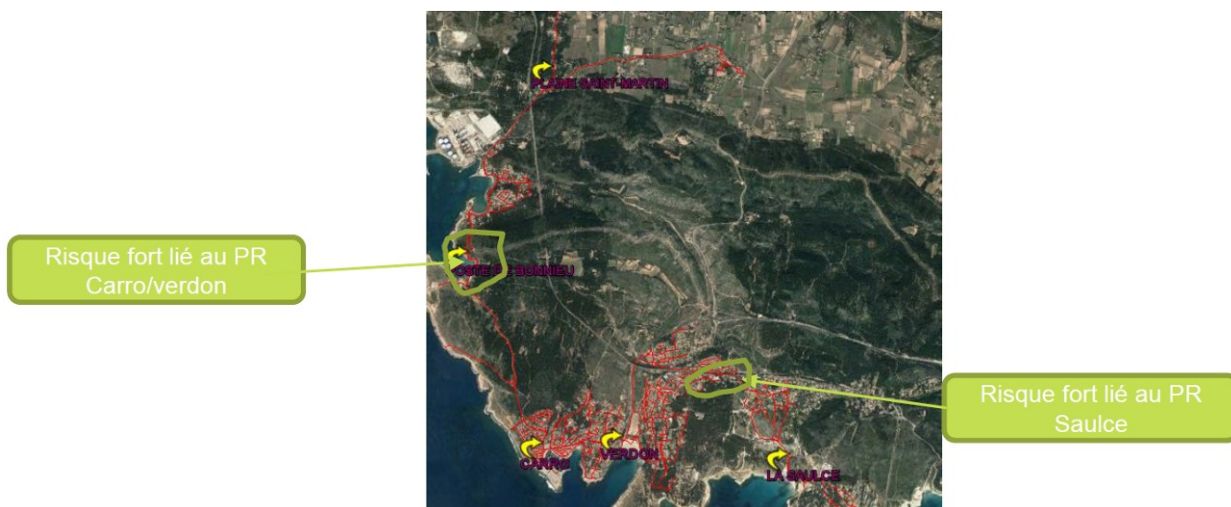 PLAINE SAINT-MARTIN
Risque fort lié au PR
Carro/verdon
BONNIEU
Risque fort lié au PR
Saulce
CARRO
VERDON
LA SAULCE